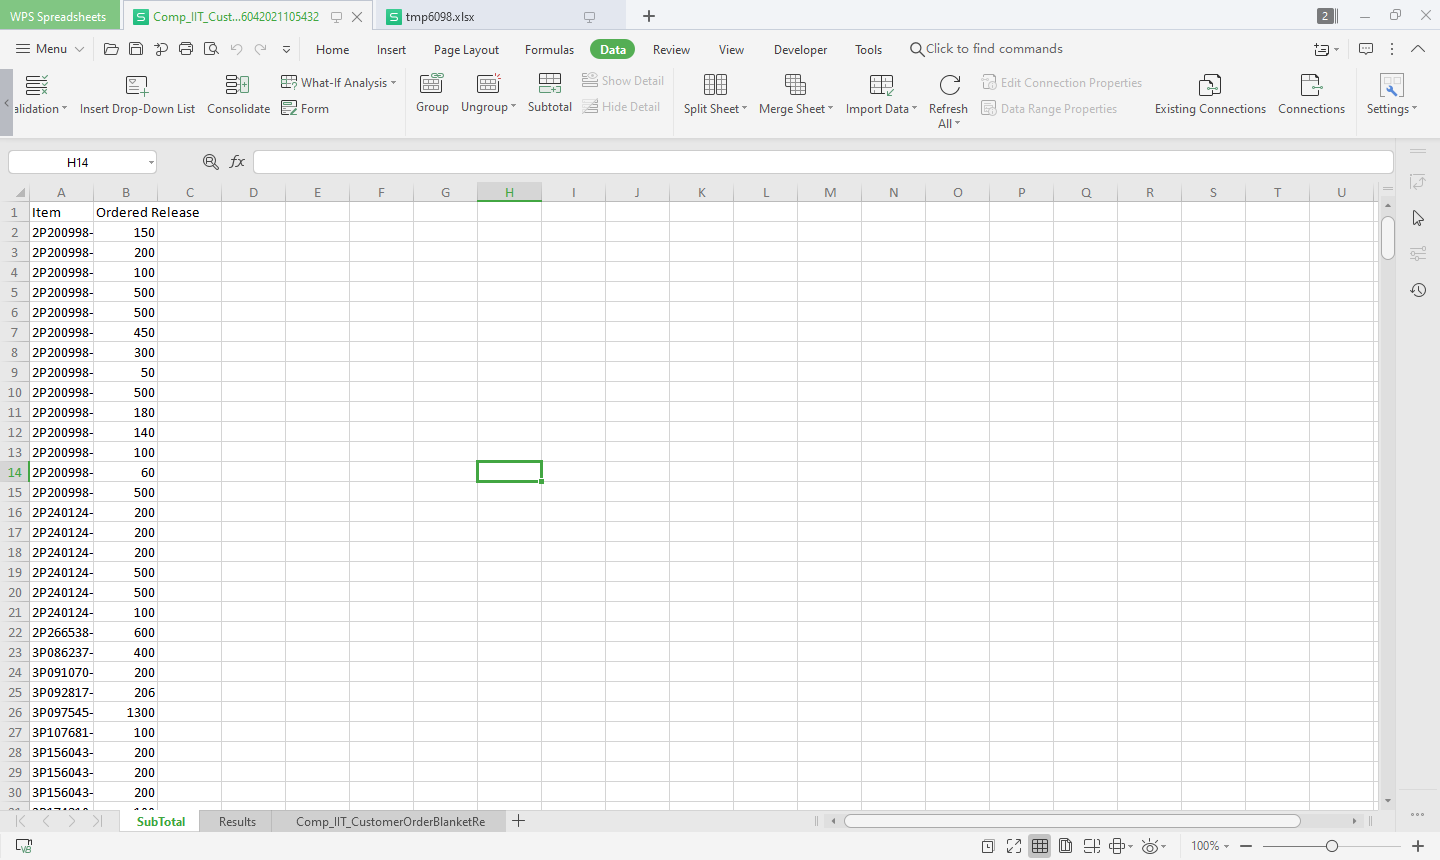 WPS Spreadsheets Comp_IIT_Cust...6042021105432 tmp6098.xlsx 2
Menu Home Insert Page Layout Formulas Data Review View Developer Tools Click to find commands
alidation Insert Drop-Down List Consolidate What-If Analysis Form Group Ungroup Subtotal Show Detail Hide Detail Split Sheet Merge Sheet Import Data Refresh All Edit Connection Properties Data Range Properties Existing Connections Connections Settings
H14 fx
A B C D E F G H I J K L M N O P Q R S T U
1 Item Ordered Release
2 2P200998- 150
3 2P200998- 200
4 2P200998- 100
5 2P200998- 500
6 2P200998- 500
7 2P200998- 450
8 2P200998- 300
9 2P200998- 50
10 2P200998- 500
11 2P200998- 180
12 2P200998- 140
13 2P200998- 100
14 2P200998- 60
15 2P200998- 500
16 2P240124- 200
17 2P240124- 200
18 2P240124- 200
19 2P240124- 500
20 2P240124- 500
21 2P240124- 100
22 2P266538- 600
23 3P086237- 400
24 3P091070- 200
25 3P092817- 206
26 3P097545- 1300
27 3P107681- 100
28 3P156043- 200
29 3P156043- 200
30 3P156043- 200
SubTotal Results Comp_IIT_CustomerOrderBlanketRe
100%